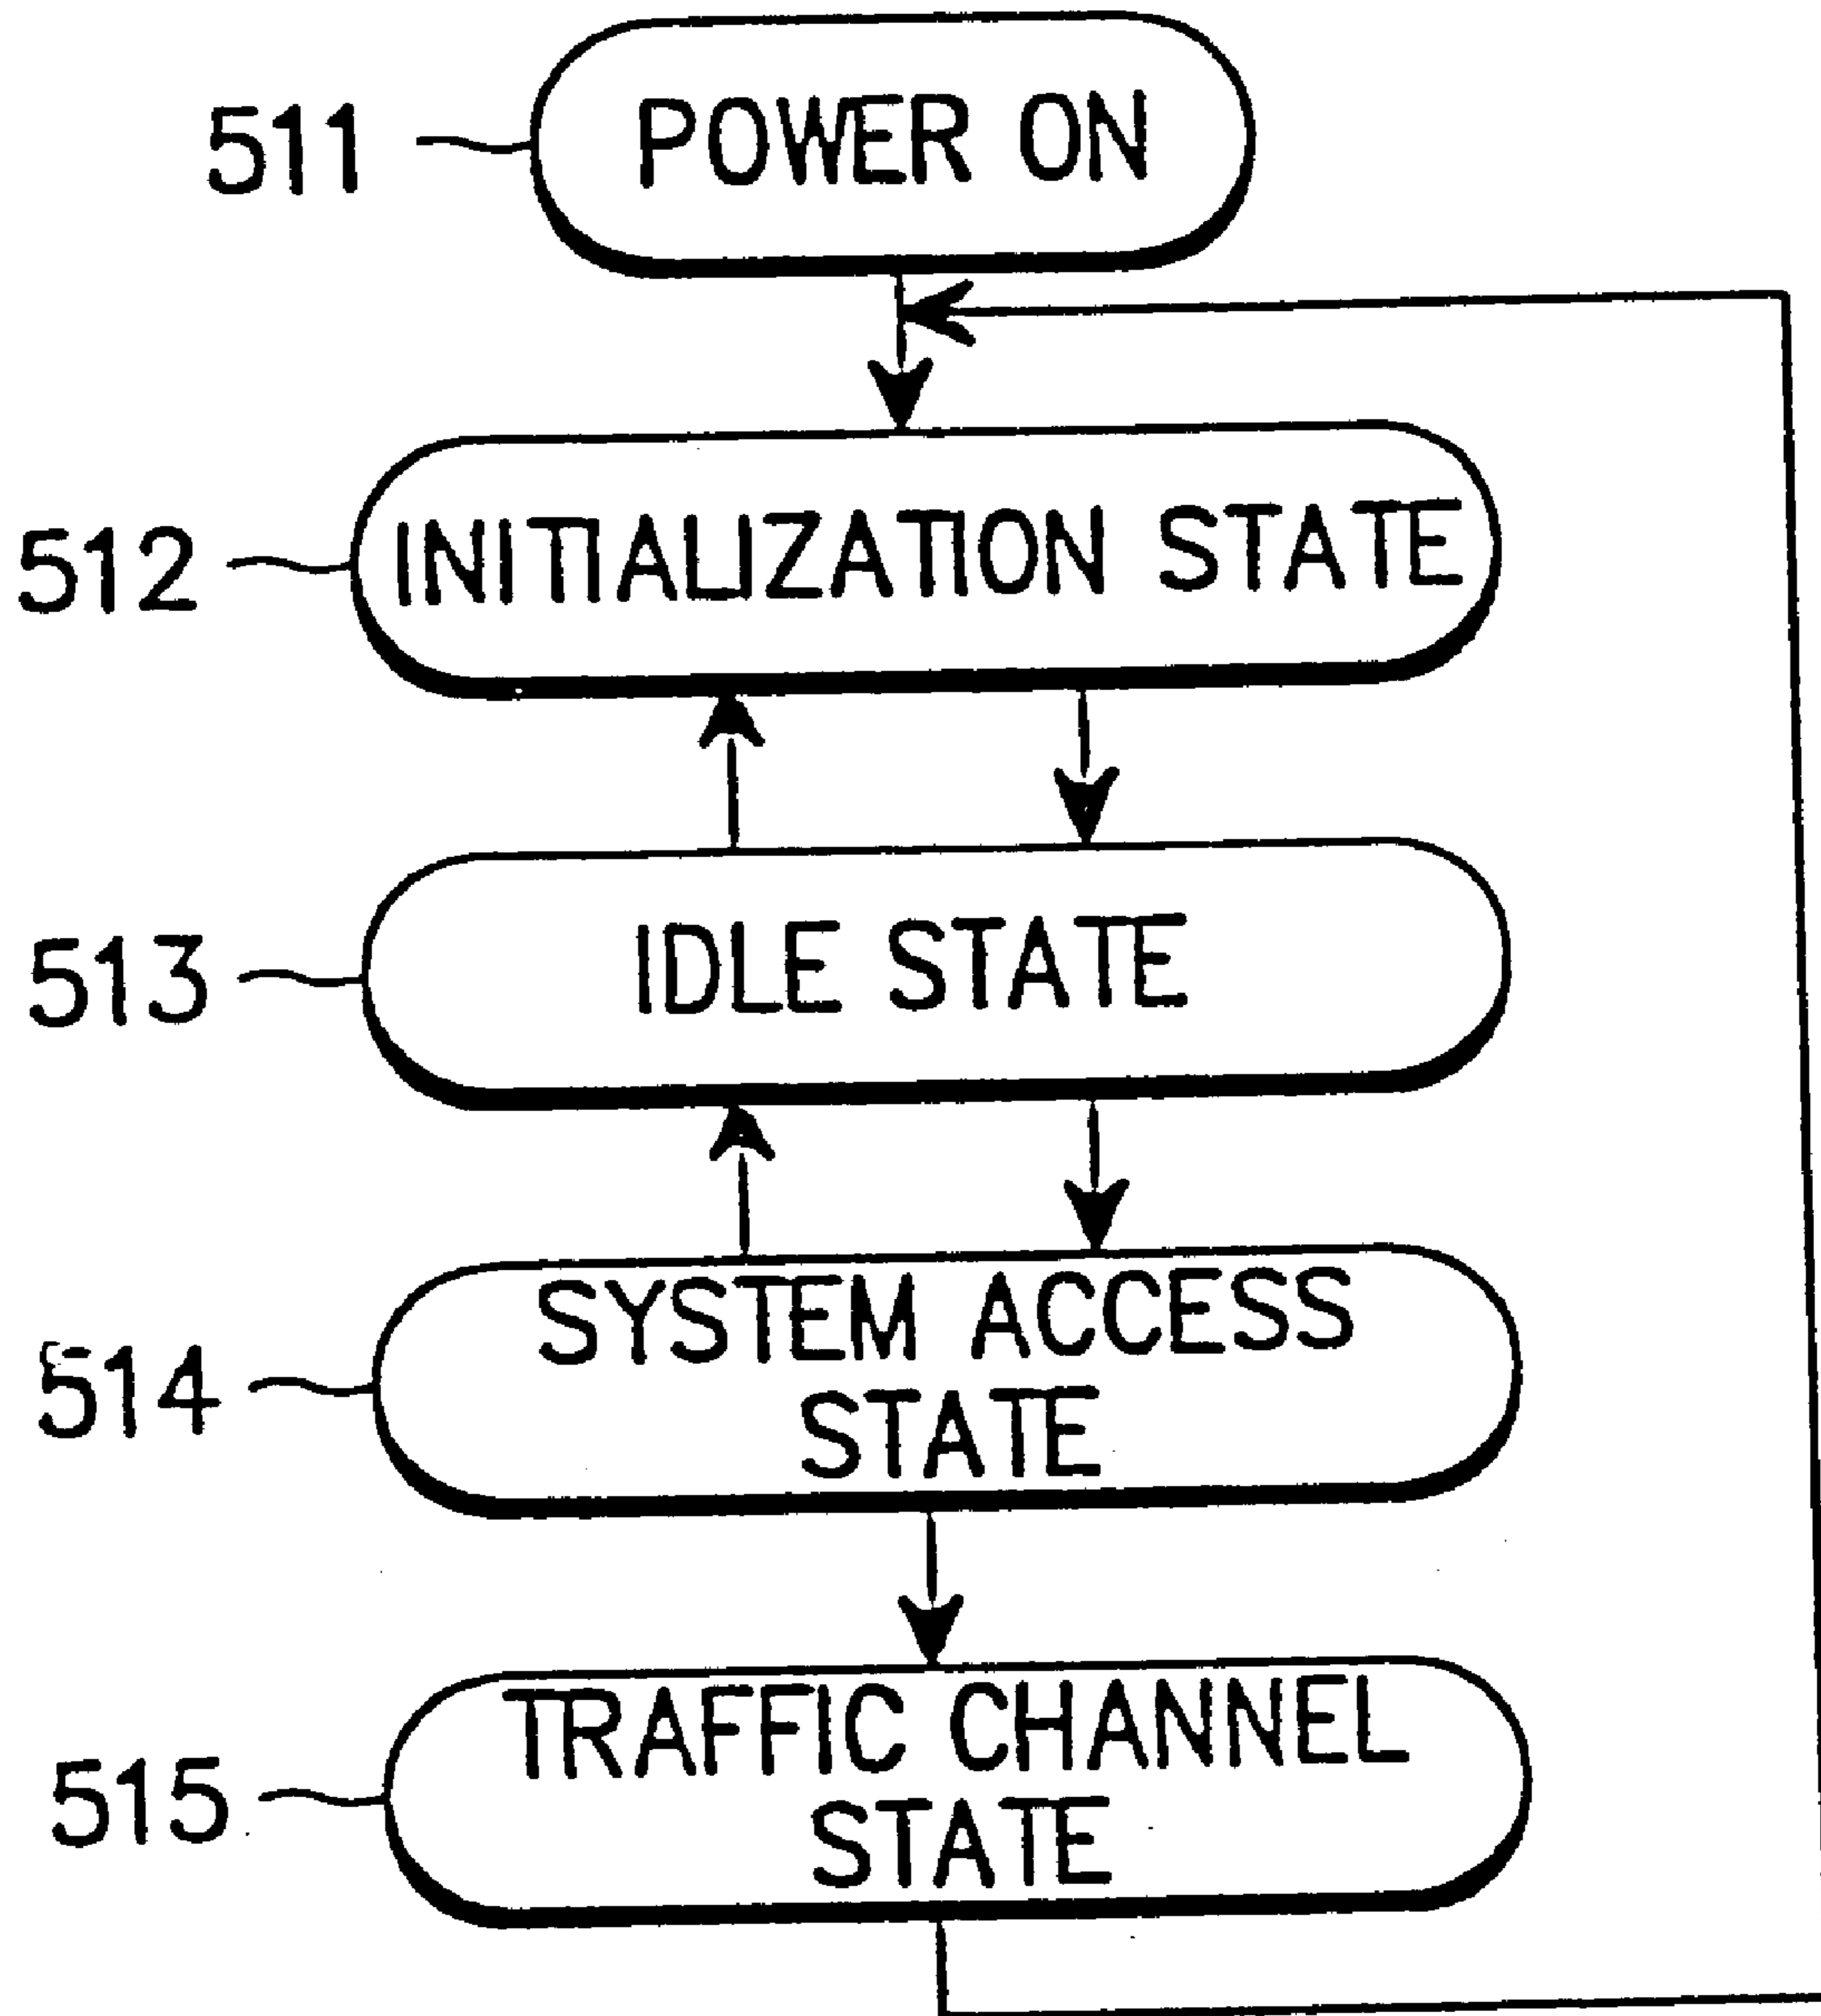 511 POWER ON
512 INITIALIZATION STATE
513 IDLE STATE
514 SYSTEM ACCESS
STATE
515 TRAFFIC CHANNEL
STATE